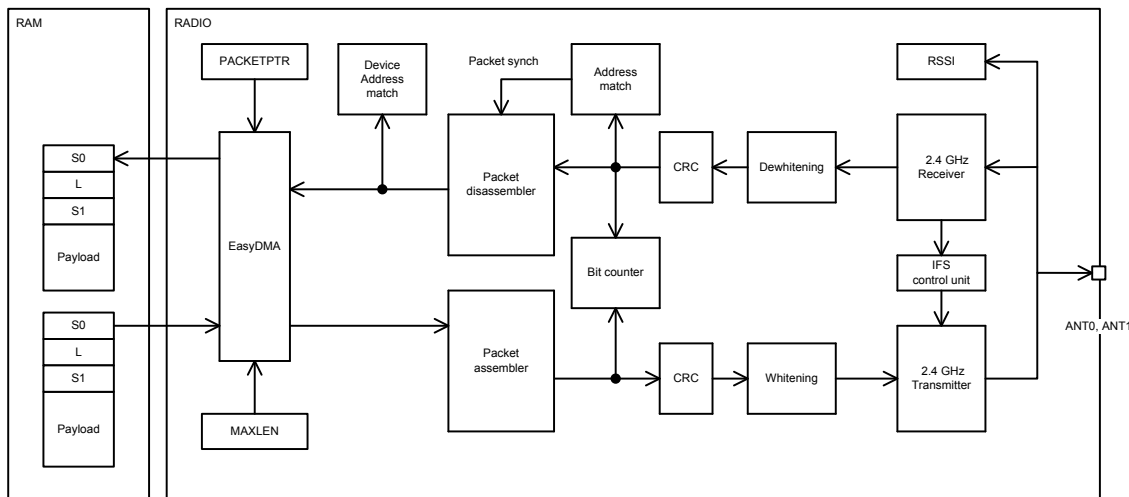 RAM
RADIO
PACKETPTR
Device
Address
match
Packet synch
Address
match
RSSI
S0
L
S1
Payload
EasyDMA
Packet
disassembler
CRC
Dewhitening
2.4 GHz
Receiver
Bit counter
IFS
control unit
S0
L
S1
Payload
Packet
assembler
CRC
Whitening
2.4 GHz
Transmitter
ANT0, ANT1
MAXLEN